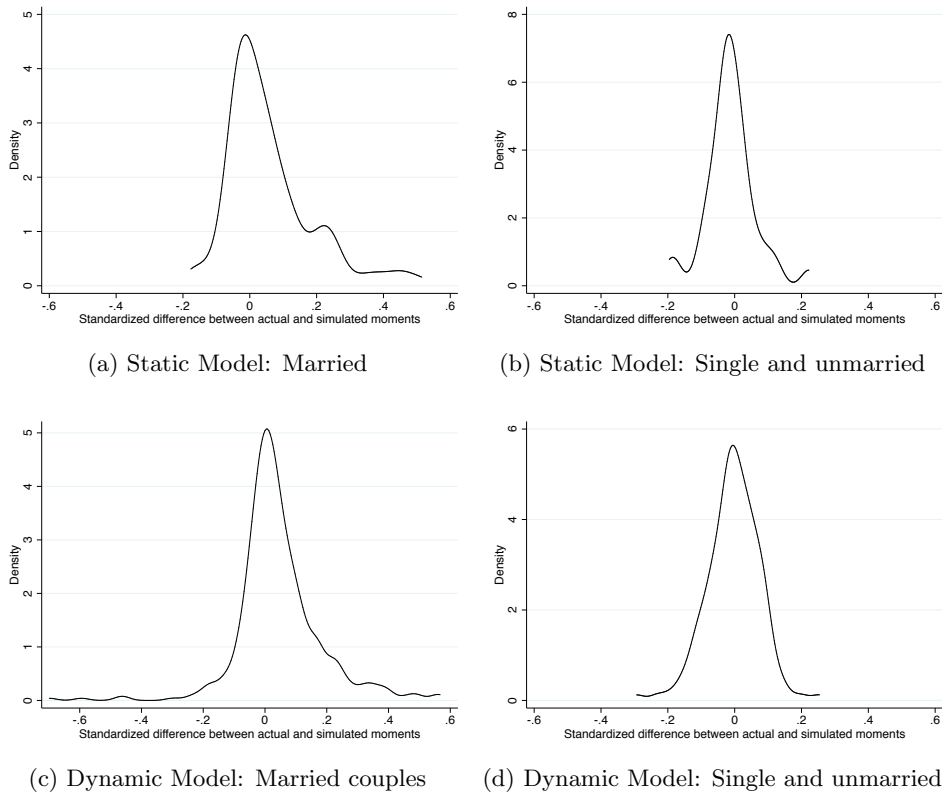 5
4
3
2
1
0
Density
-.6 -.4 -.2 0 .2 .4 .6
Standardized difference between actual and simulated moments
(a) Static Model: Married
8
6
4
2
0
Density
-.6 -.4 -.2 0 .2 .4 .6
Standardized difference between actual and simulated moments
(b) Static Model: Single and unmarried
5
4
3
2
1
0
Density
-.6 -.4 -.2 0 .2 .4 .6
Standardized difference between actual and simulated moments
(c) Dynamic Model: Married couples
6
4
2
0
Density
-.6 -.4 -.2 0 .2 .4 .6
Standardized difference between actual and simulated moments
(d) Dynamic Model: Single and unmarried